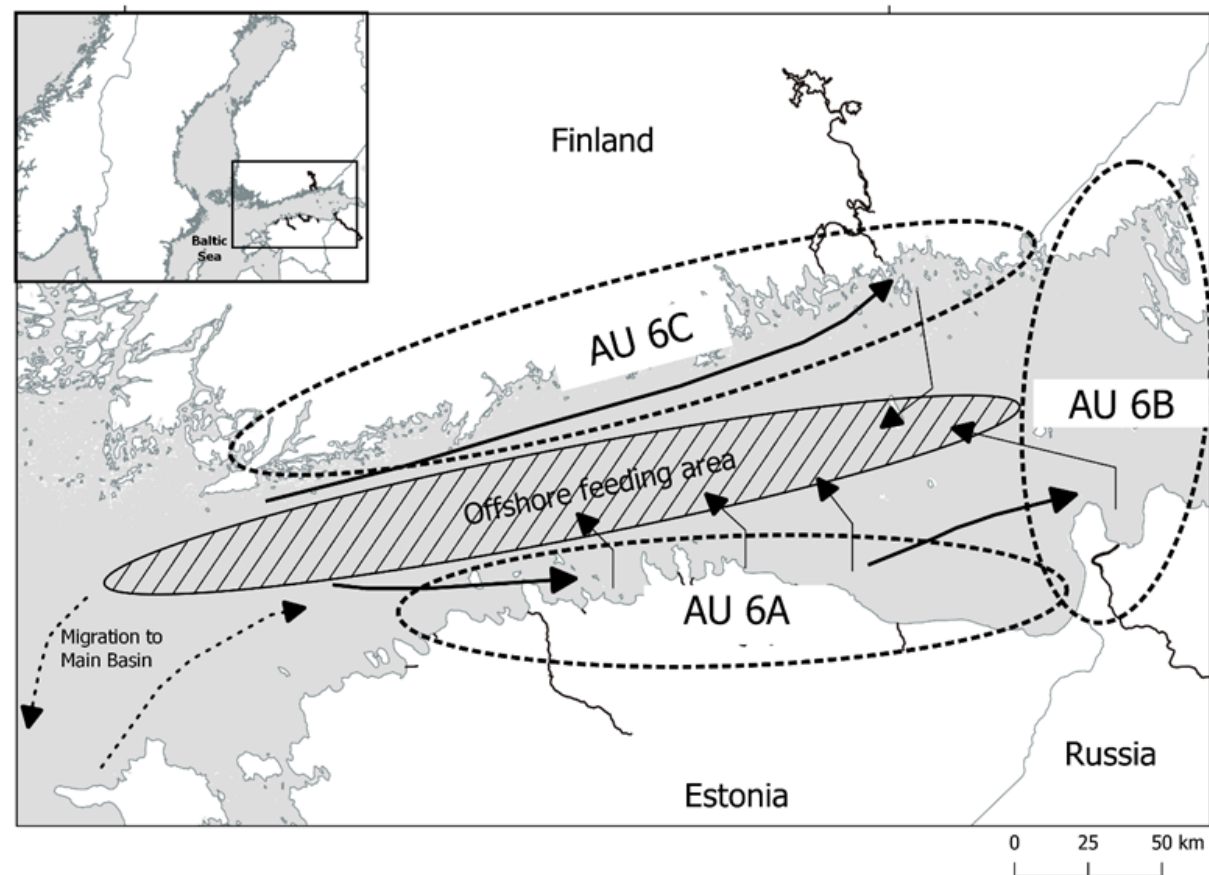 Baltic
Sea
Finland
AU 6C
AU 6B
Offshore feeding area
AU 6A
Migration to
Main Basin
Russia
Estonia
0 25 50 km